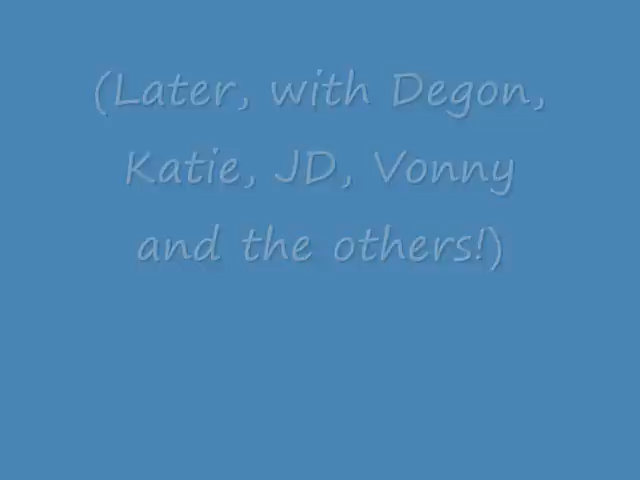 (Later, with Degon,
Katie, JD, Vonny
and the others!)